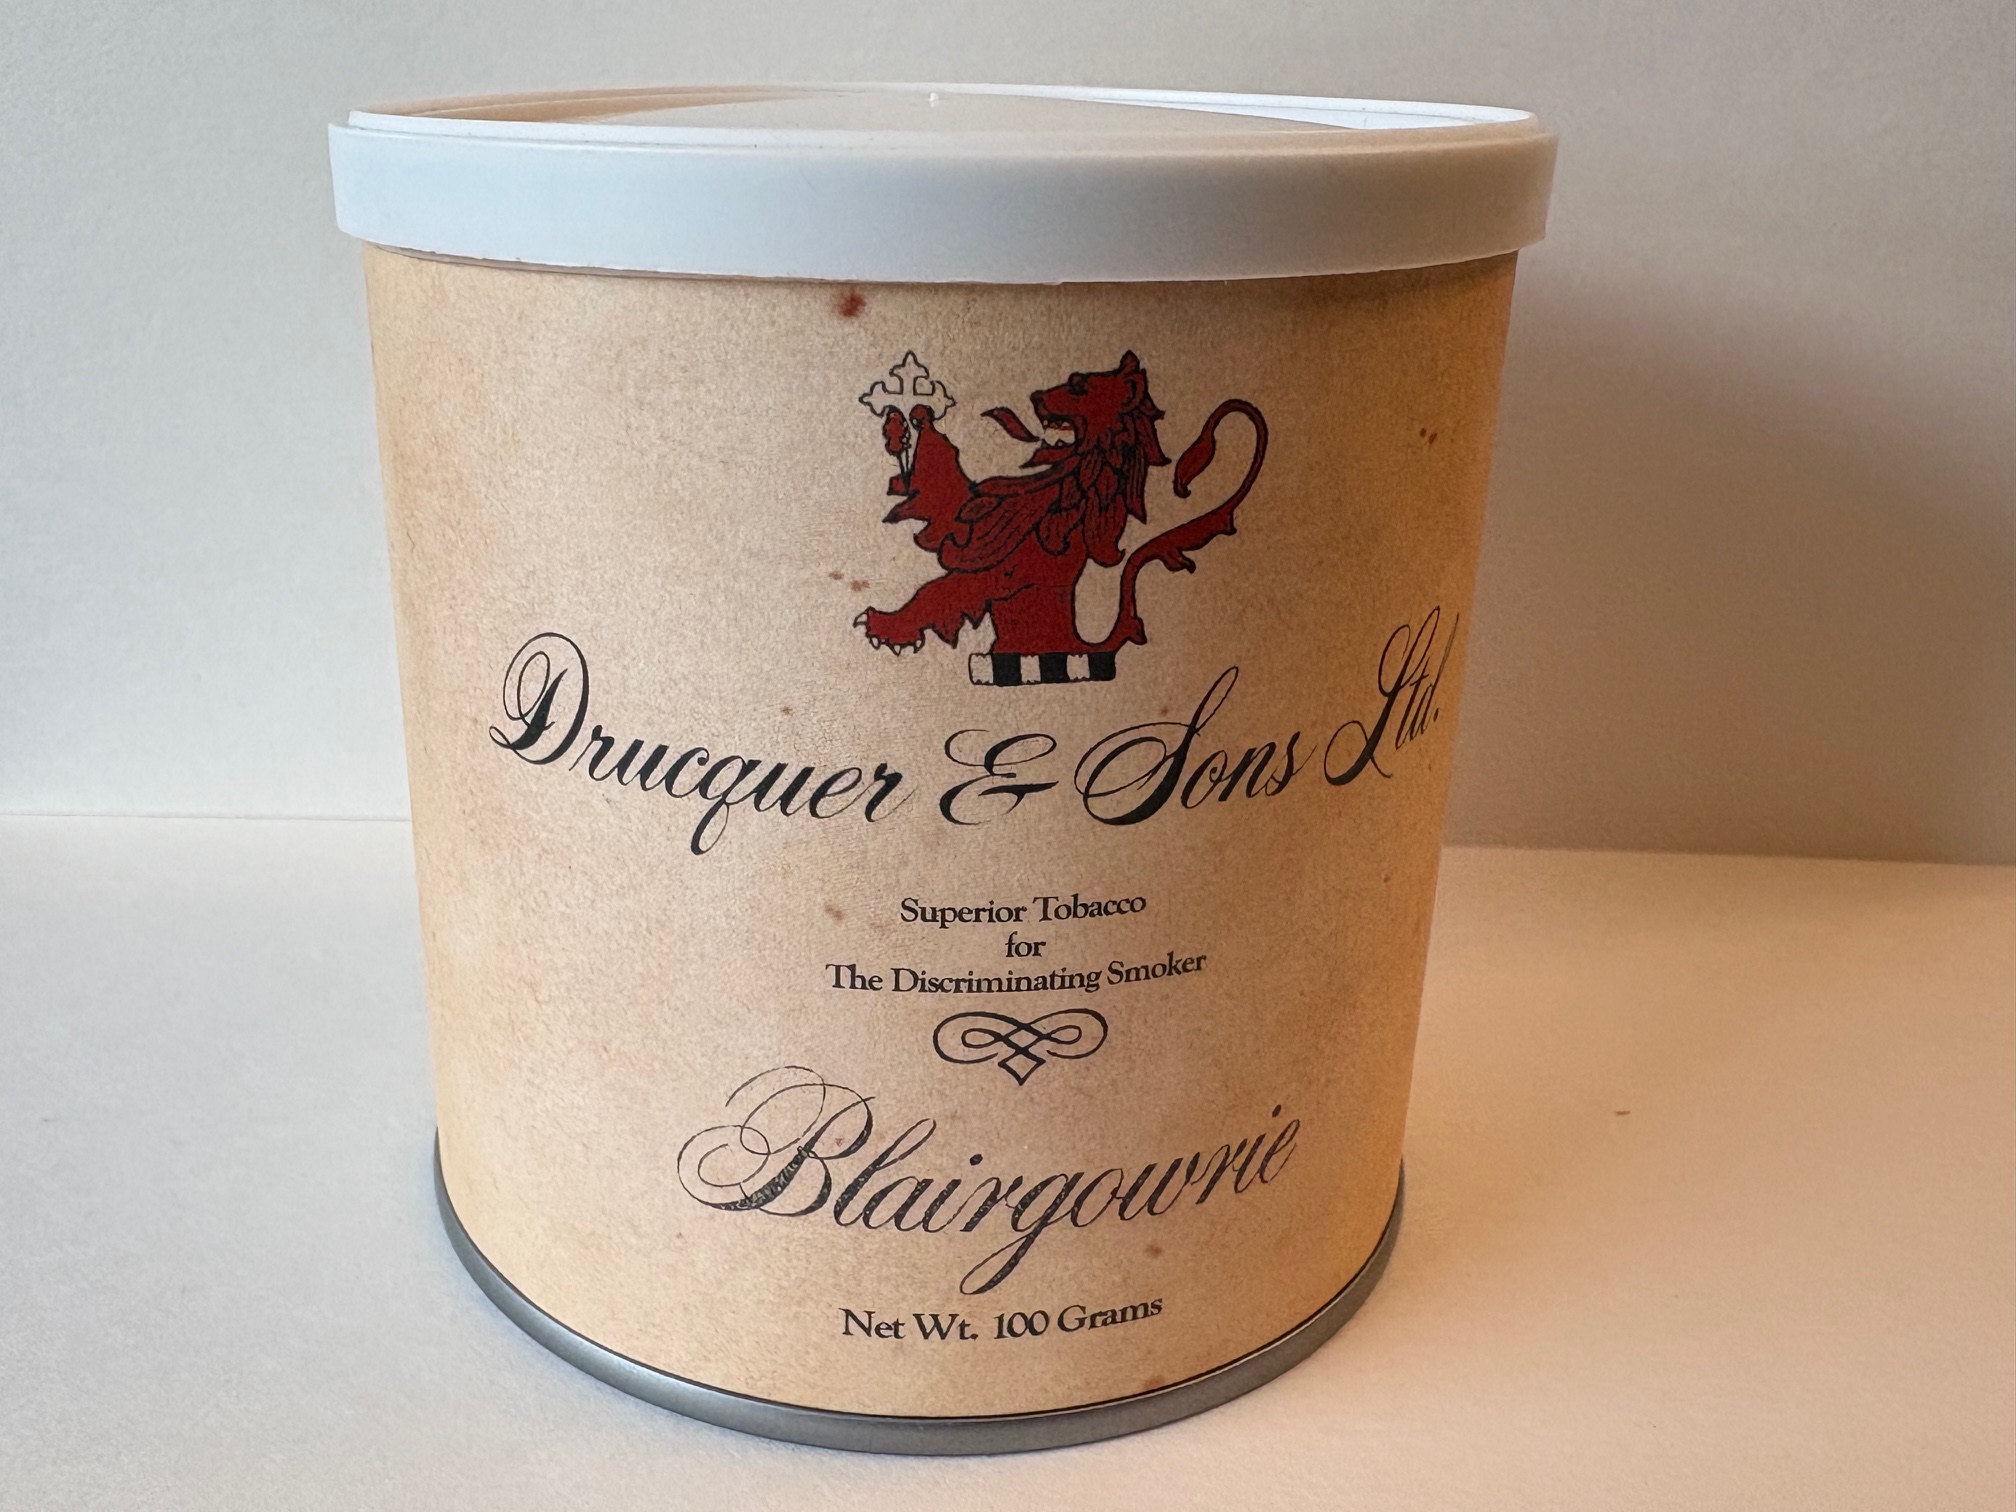 Drucquer & Sons Ltd.
Superior Tobacco
for
The Discriminating Smoker
Blairgowrie
Net Wt. 100 Grams